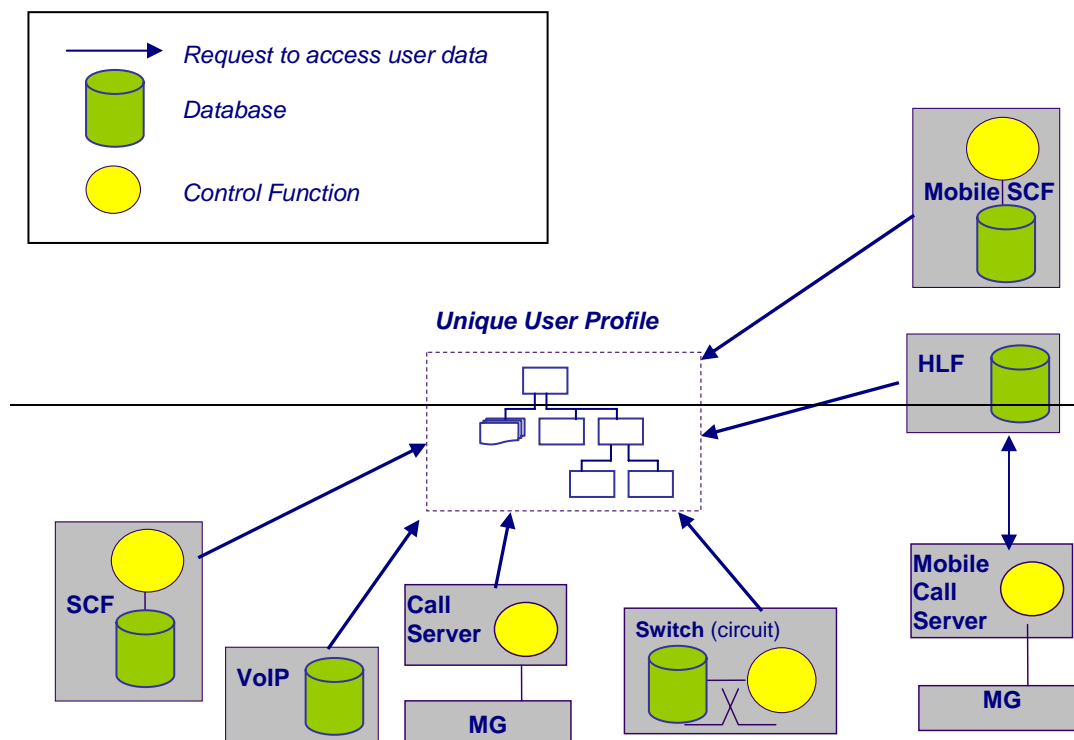 Request to access user data
Database
Control Function
Mobile SCF
Unique User Profile
HLF
SCF
VoIP
Call
Server
MG
Switch (circuit)
Mobile
Call
Server
MG